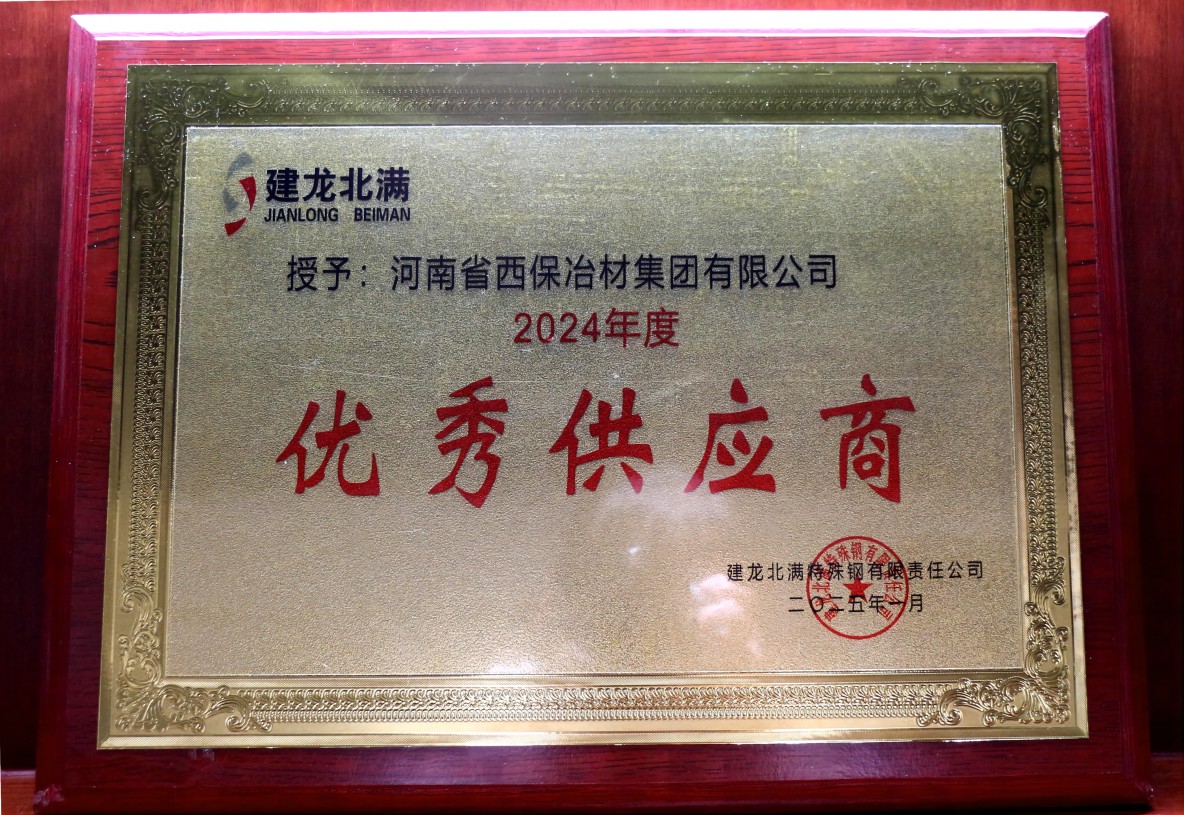 建龙北满
JIANLONG BEIMAN
授予：河南省西保冶材集团有限公司
2024年度
优秀供应商
建龙北满特殊钢有限责任公司
二〇二五年一月